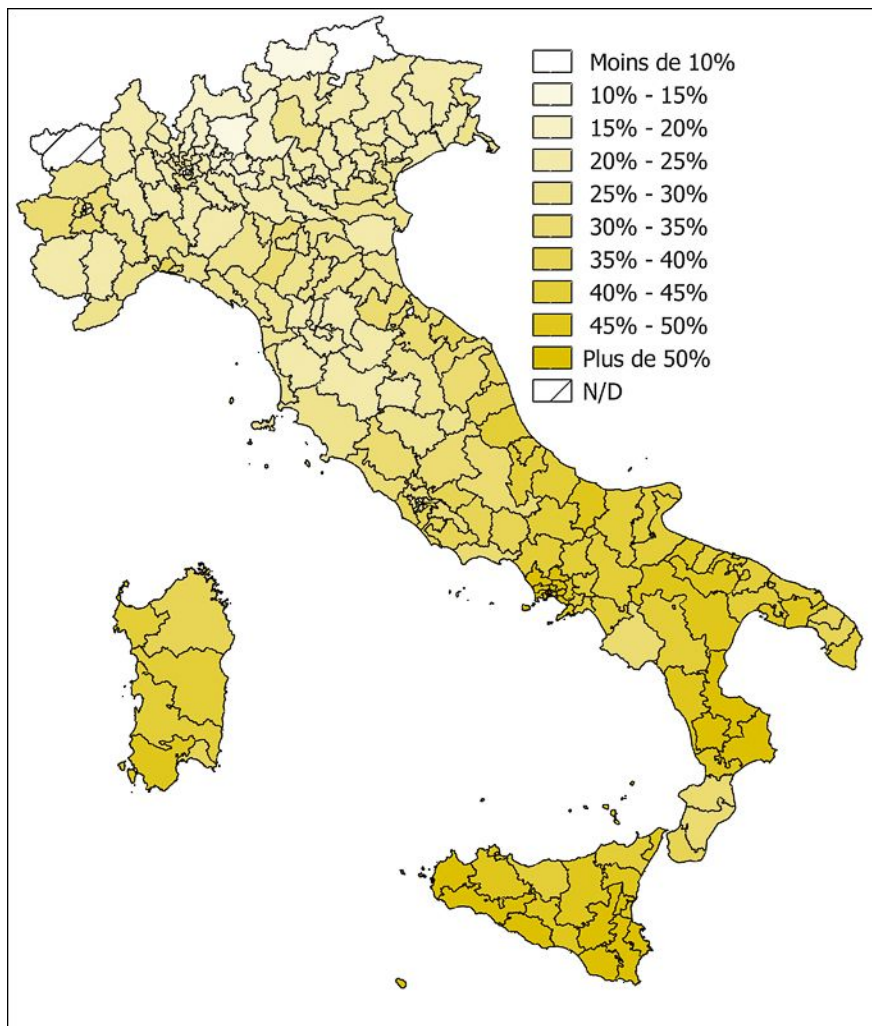 Moins de 10%
10% - 15%
15% - 20%
20% - 25%
25% - 30%
30% - 35%
35% - 40%
40% - 45%
45% - 50%
Plus de 50%
N/D